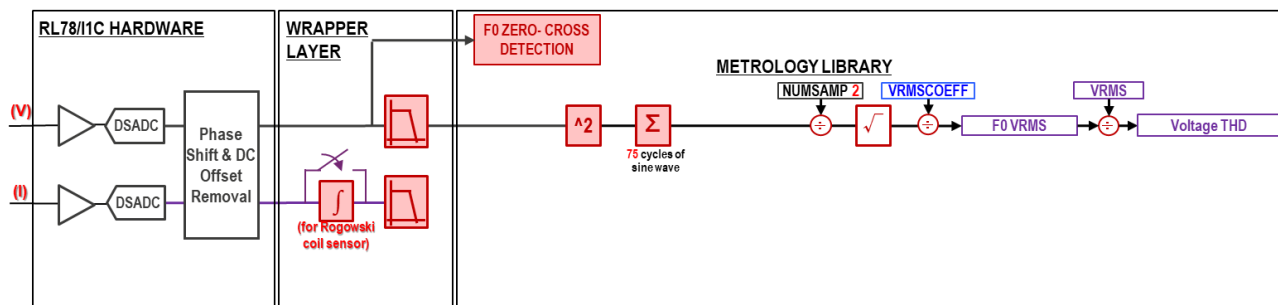 RL78/I1C HARDWARE
(V)
DSADC
(I)
DSADC
Phase
Shift & DC
Offset
Removal
WRAPPER
LAYER
∫
(for Rogowski
coil sensor)
F0 ZERO- CROSS
DETECTION
METROLOGY LIBRARY
^2
Σ
75 cycles of
sine wave
NUMSAMP 2
÷
√
VRMSCOEFF
÷
F0 VRMS
VRMS
÷
Voltage THD